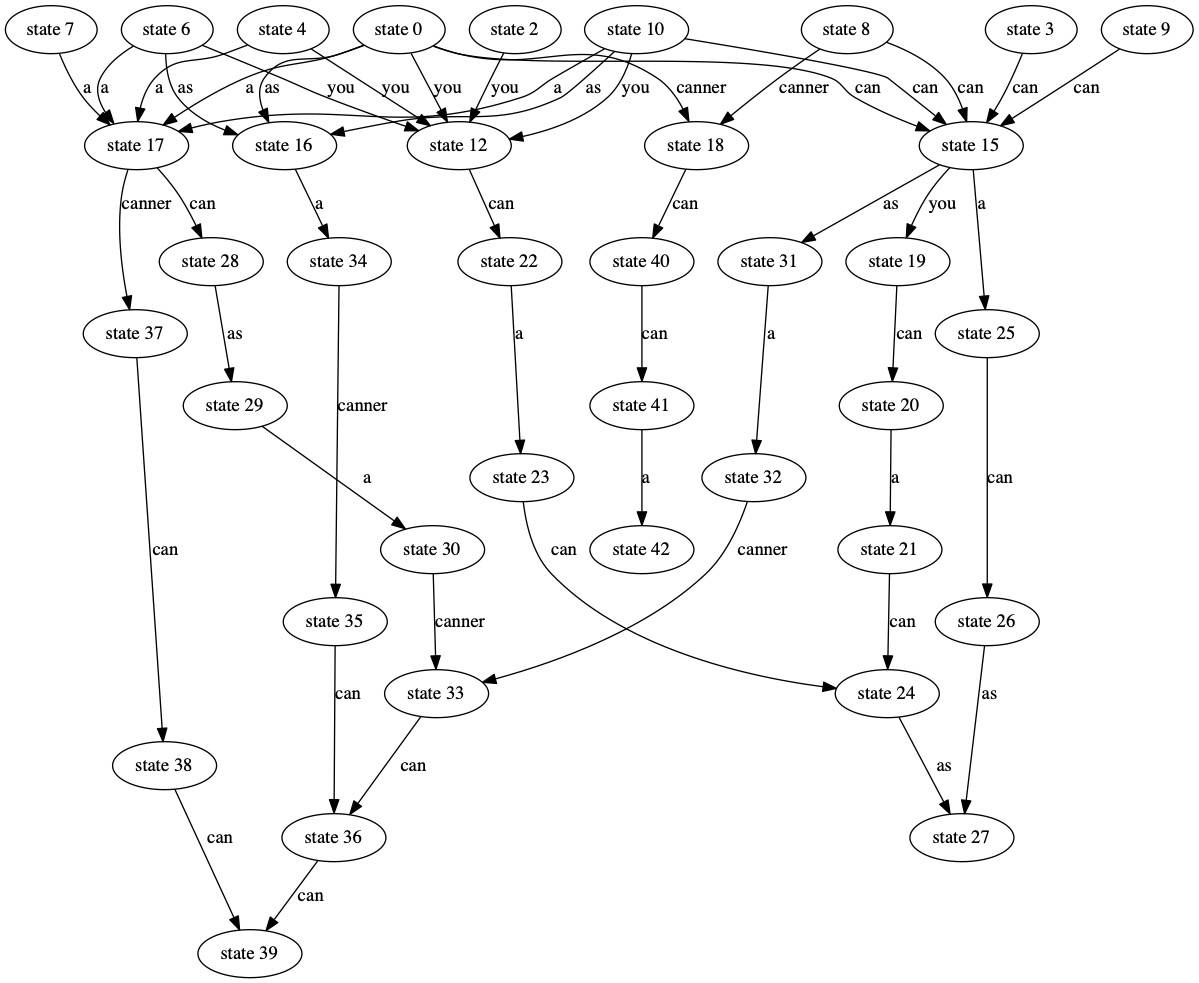 state 7
state 6
state 4
state 0
state 2
state 10
state 8
state 3
state 9
a
a
as
you
a
you
a
as
you
canner
can
you
a
as
you
can
canner
can
can
can
state 17
state 16
state 12
state 18
state 15
canner
can
a
can
can
as
you
a
state 28
state 34
state 22
state 40
state 31
state 19
state 37
as
a
can
a
can
state 25
state 29
canner
state 41
state 20
a
state 23
a
state 32
a
can
can
state 30
can
state 42
canner
state 21
state 35
canner
can
state 26
can
state 33
state 24
as
state 38
can
as
can
state 36
state 27
can
state 39